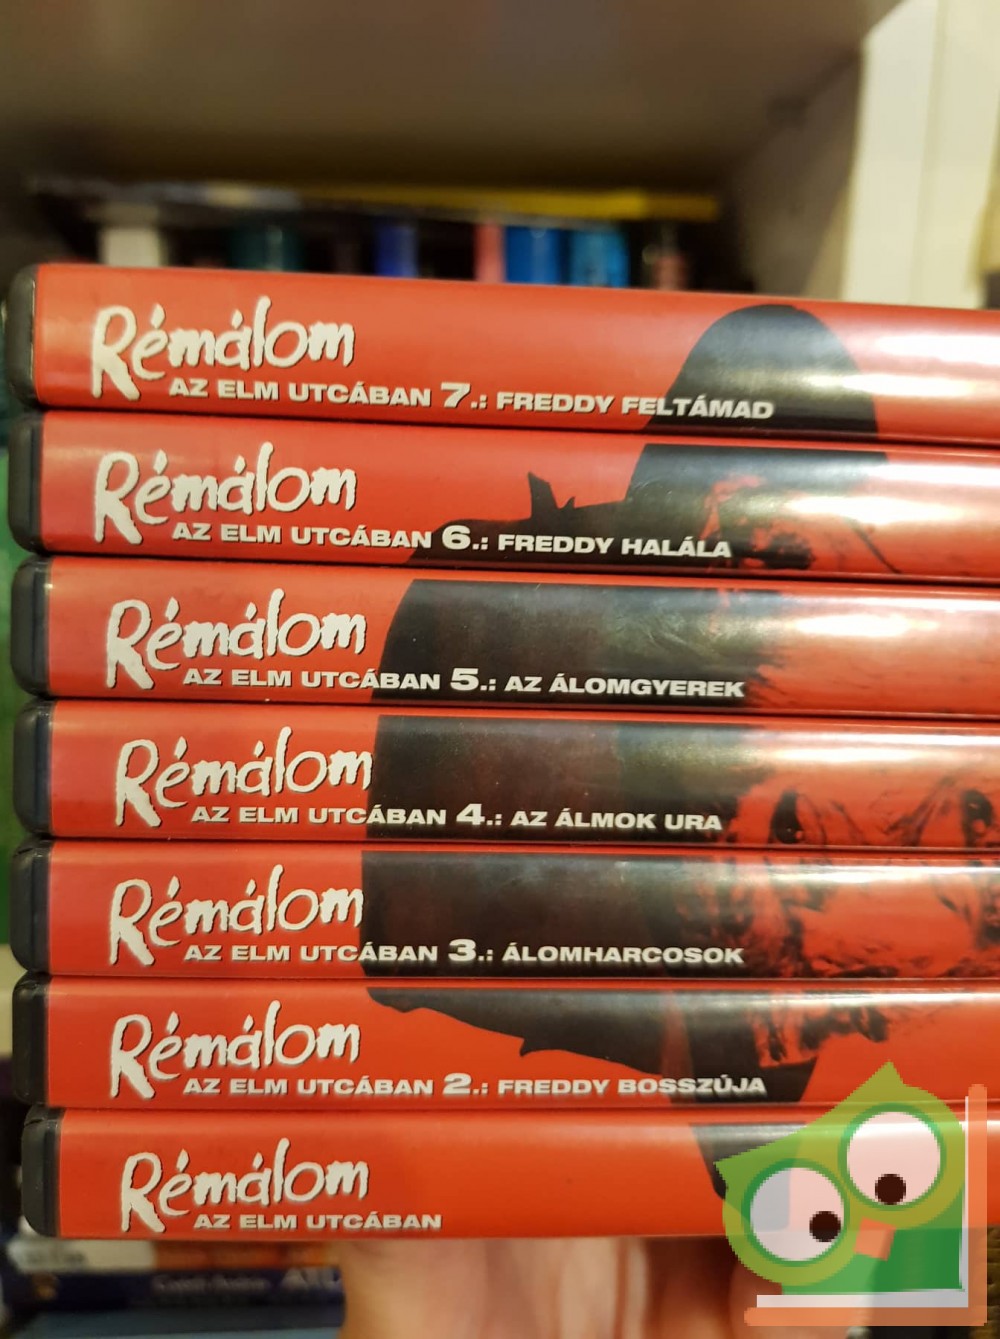 Rémálom
AZ ELM UTCÁBAN 7.: FREDDY FELTÁMAD
Rémálom
AZ ELM UTCÁBAN 6.: FREDDY HALÁLA
Rémálom
AZ ELM UTCÁBAN 5.: AZ ÁLOMGYEREK
Rémálom
AZ ELM UTCÁBAN 4.: AZ ÁLMOK URA
Rémálom
AZ ELM UTCÁBAN 3.: ÁLOMHARCOSOK
Rémálom
AZ ELM UTCÁBAN 2.: FREDDY BOSSZÚJA
Rémálom
AZ ELM UTCÁBAN